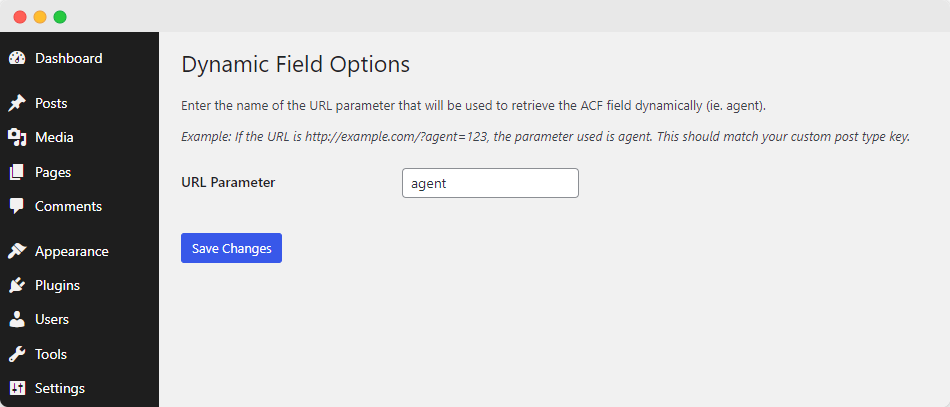 Dashboard
Posts
Media
Pages
Comments
Appearance
Plugins
Users
Tools
Settings
Dynamic Field Options
Enter the name of the URL parameter that will be used to retrieve the ACF field dynamically (ie. agent).
Example: If the URL is http://example.com/?agent=123, the parameter used is agent. This should match your custom post type key.
URL Parameter
agent
Save Changes